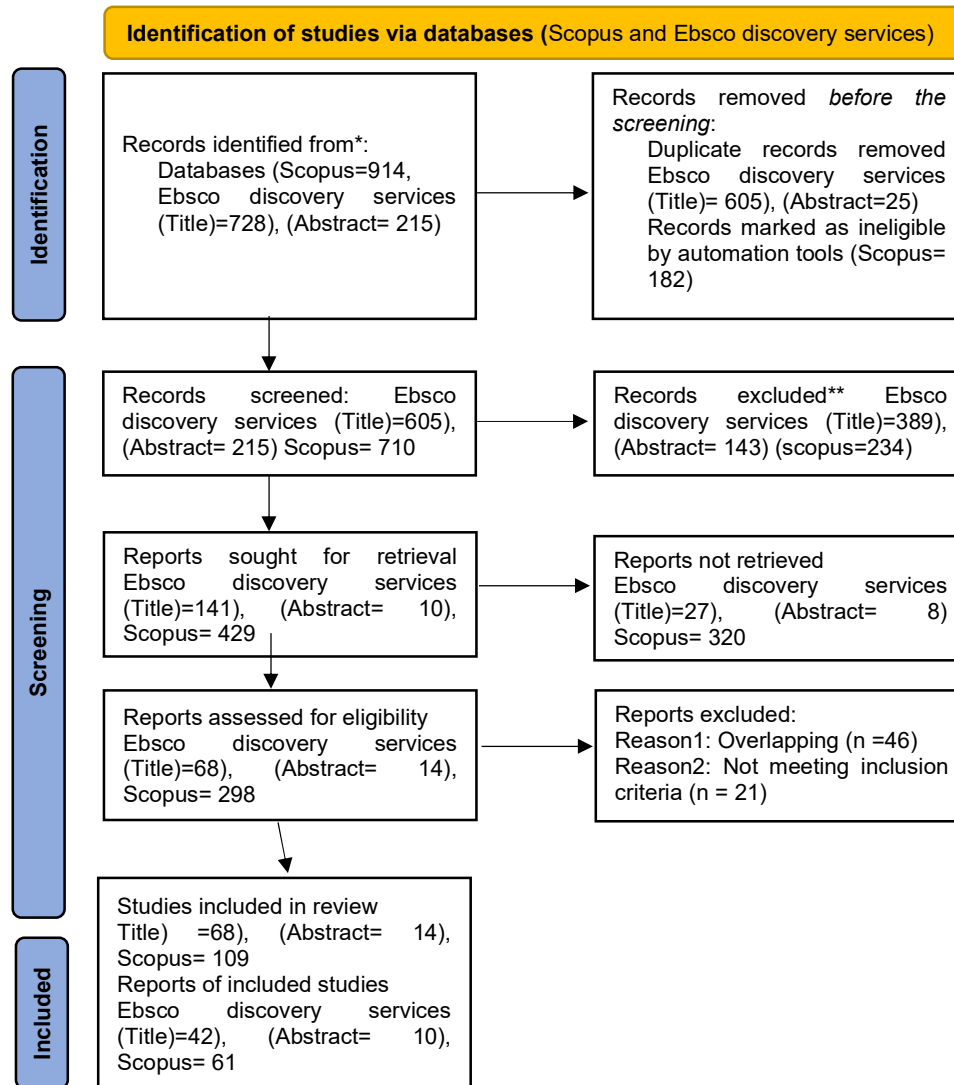 Identification of studies via databases (Scopus and Ebsco discovery services)
Identification
Records identified from*:
Databases (Scopus=914,
Ebsco discovery services
(Title)=728), (Abstract= 215)
Records removed before the
screening:
Duplicate records removed
Ebsco discovery services
(Title)= 605), (Abstract=25)
Records marked as ineligible
by automation tools (Scopus=
182)
Screening
Records screened: Ebsco
discovery services (Title)=605),
(Abstract= 215) Scopus= 710
Records excluded** Ebsco
discovery services (Title)=389),
(Abstract= 143) (scopus=234)
Reports sought for retrieval
Ebsco discovery services
(Title)=141), (Abstract= 10),
Scopus= 429
Reports not retrieved
Ebsco discovery services
(Title)=27), (Abstract= 8)
Scopus= 320
Reports assessed for eligibility
Ebsco discovery services
(Title)=68), (Abstract= 14),
Scopus= 298
Reports excluded:
Reason1: Overlapping (n =46)
Reason2: Not meeting inclusion
criteria (n = 21)
Included
Studies included in review
Title) =68), (Abstract= 14),
Scopus= 109
Reports of included studies
Ebsco discovery services
(Title)=42), (Abstract= 10),
Scopus= 61